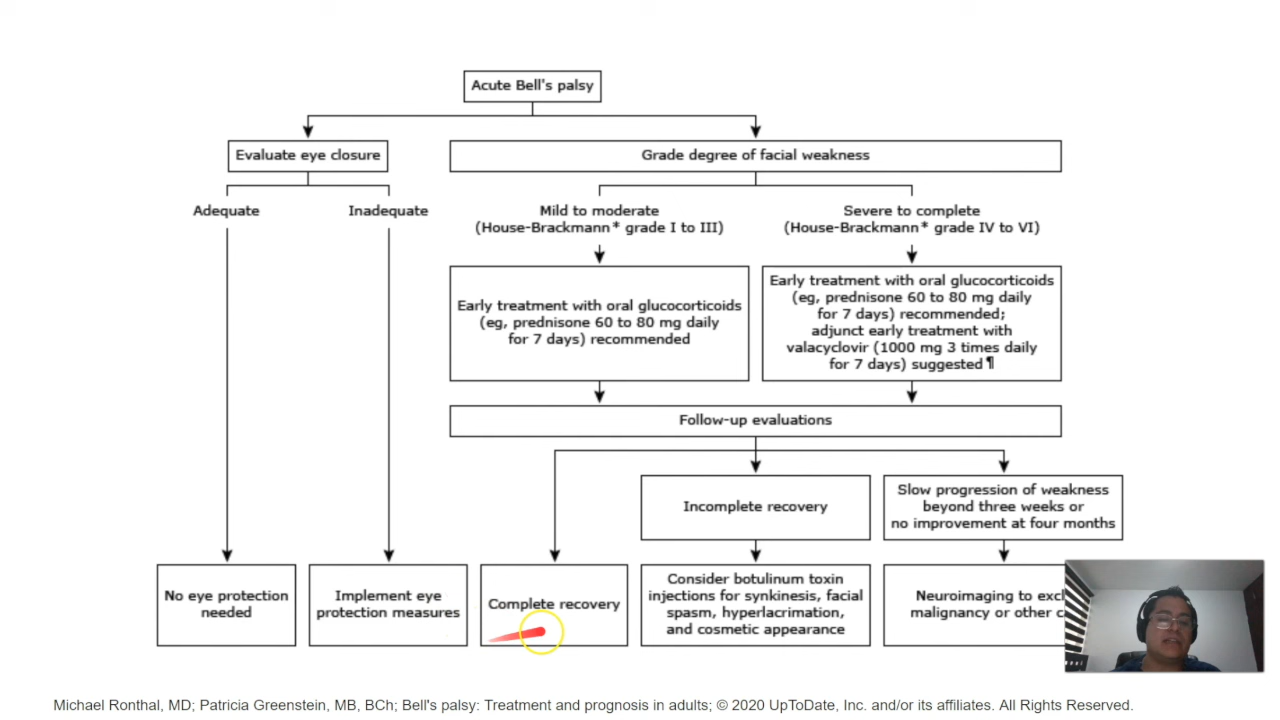 Acute Bell's palsy
Evaluate eye closure
Grade degree of facial weakness
Adequate
Inadequate
Mild to moderate
(House-Brackmann* grade I to III)
Severe to complete
(House-Brackmann* grade IV to VI)
Early treatment with oral glucocorticoids
(eg, prednisone 60 to 80 mg daily
for 7 days) recommended
Early treatment with oral glucocorticoids
(eg, prednisone 60 to 80 mg daily
for 7 days) recommended;
adjunct early treatment with
valacyclovir (1000 mg 3 times daily
for 7 days) suggested¶
Follow-up evaluations
Incomplete recovery
Slow progression of weakness
beyond three weeks or
no improvement at four months
No eye protection
needed
Implement eye
protection measures
Complete recovery
Consider botulinum toxin
injections for synkinesis, facial
spasm, hyperlacrimation,
and cosmetic appearance
Neuroimaging to
malignancy or other
Michael Ronthal, MD; Patricia Greenstein, MB, BCh; Bell's palsy: Treatment and prognosis in adults; © 2020 UpToDate, Inc. and/or its affiliates. All Rights Reserved.